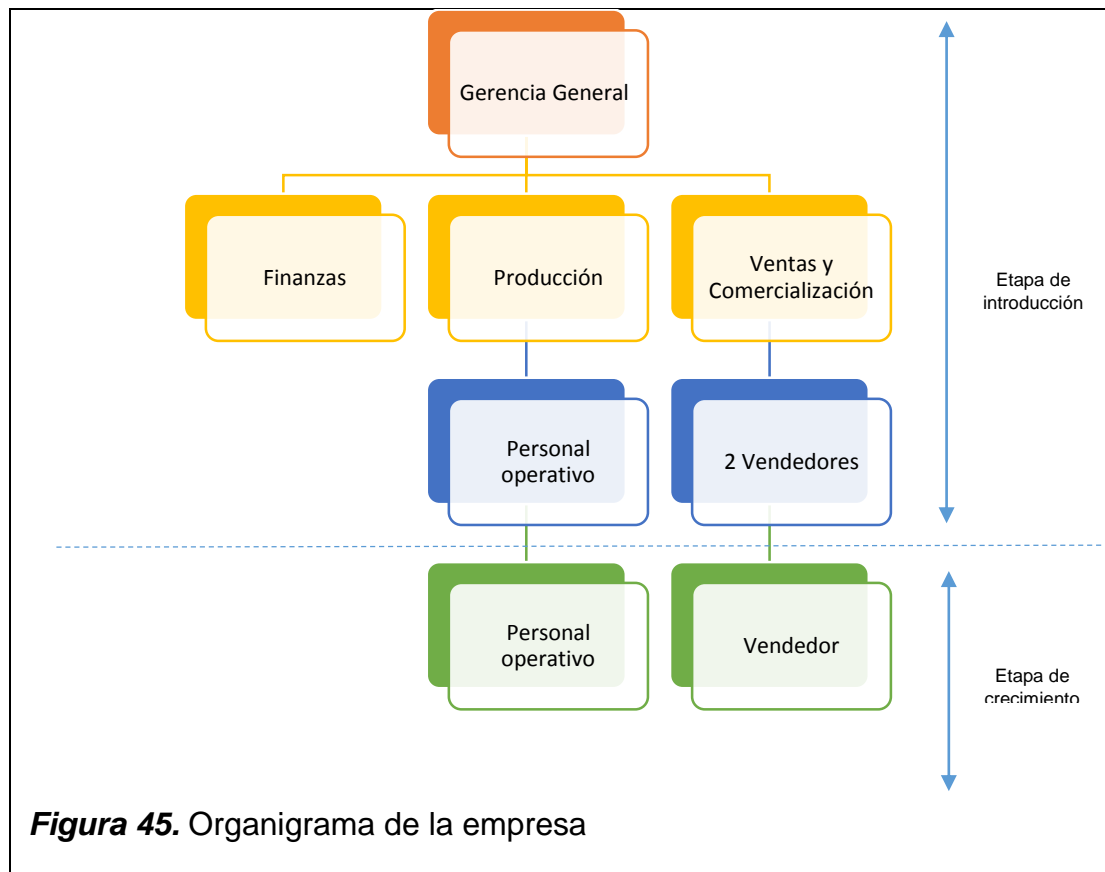 Gerencia General
Finanzas
Producción
Ventas y
Comercialización
Etapa de
introducción
Personal
operativo
2 Vendedores
Personal
operativo
Vendedor
Etapa de
crecimiento
Figura 45. Organigrama de la empresa